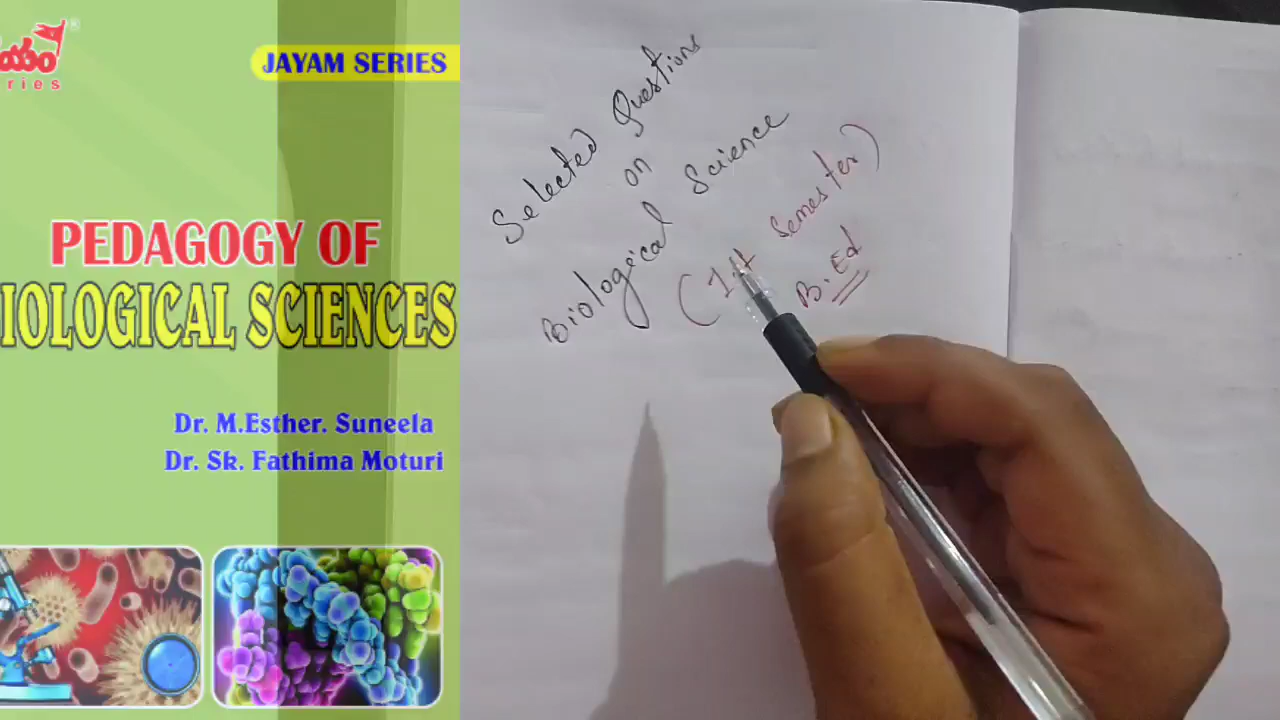 యం
ries
JAYAM SERIES
PEDAGOGY OF
IOLOGICAL SCIENCES
Dr. M.Esther. Suneela
Dr. Sk. Fathima Moturi
Selected Questions
on
Biological Science
(1st Semester)
B.Ed